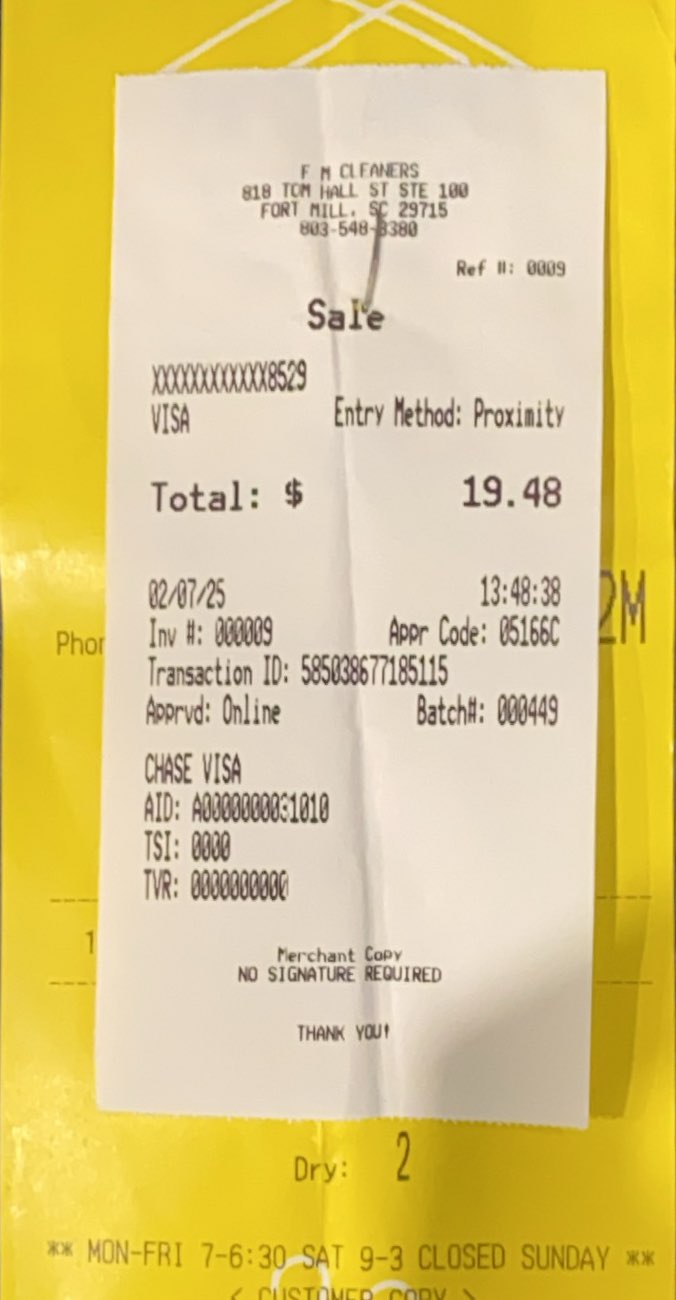 F M CLEANERS
818 TOM HALL ST STE 100
FORT MILL, SC 29715
803-548-3380
Ref #: 0009
Sale
XXXXXXXXXXXX8529
VISA Entry Method: Proximity
Total: $ 19.48
02/07/25 13:48:38
2M
Inv #: 000009 Appr Code: 05166C
Phon
Transaction ID: 585038677185115
Apprvd: Online Batch#: 000449
CHASE VISA
AID: A0000000031010
TSI: 0000
TVR: 0000000000
1
Merchant Copy
NO SIGNATURE REQUIRED
THANK YOU!
Dry: 2
** MON-FRI 7-6:30 SAT 9-3 CLOSED SUNDAY **
< CUSTOMER COPY >